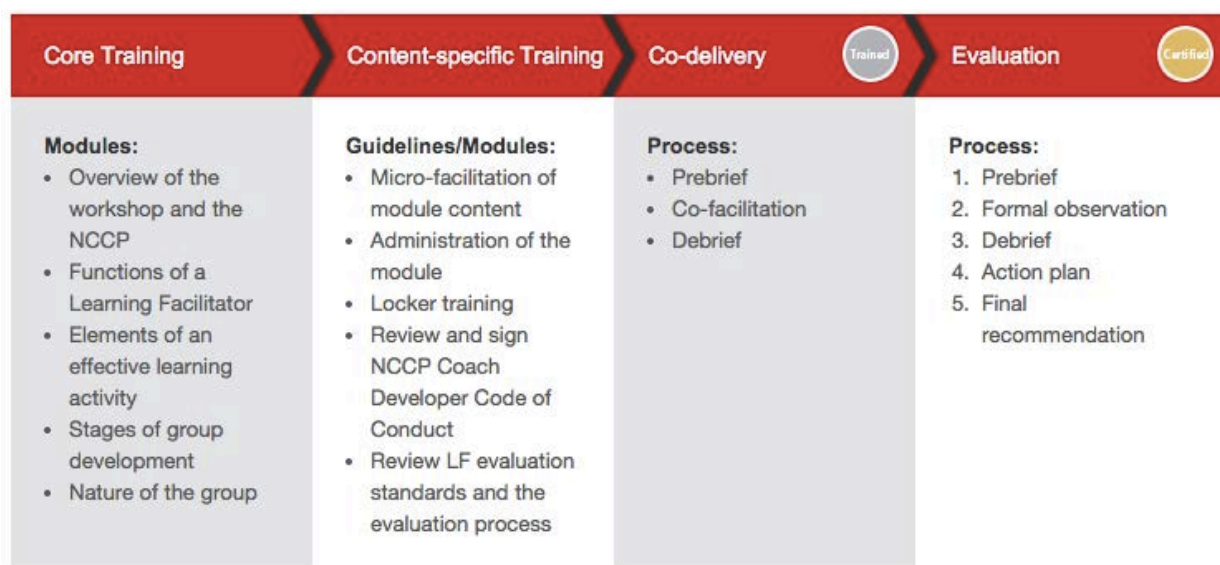 Core Training
Content-specific Training
Co-delivery
Trained
Evaluation
Certified
Modules:
• Overview of the
workshop and the
NCCP
• Functions of a
Learning Facilitator
• Elements of an
effective learning
activity
• Stages of group
development
• Nature of the group
Guidelines/Modules:
• Micro-facilitation of
module content
• Administration of the
module
• Locker training
• Review and sign
NCCP Coach
Developer Code of
Conduct
• Review LF evaluation
standards and the
evaluation process
Process:
• Prebrief
• Co-facilitation
• Debrief
Process:
1. Prebrief
2. Formal observation
3. Debrief
4. Action plan
5. Final
recommendation